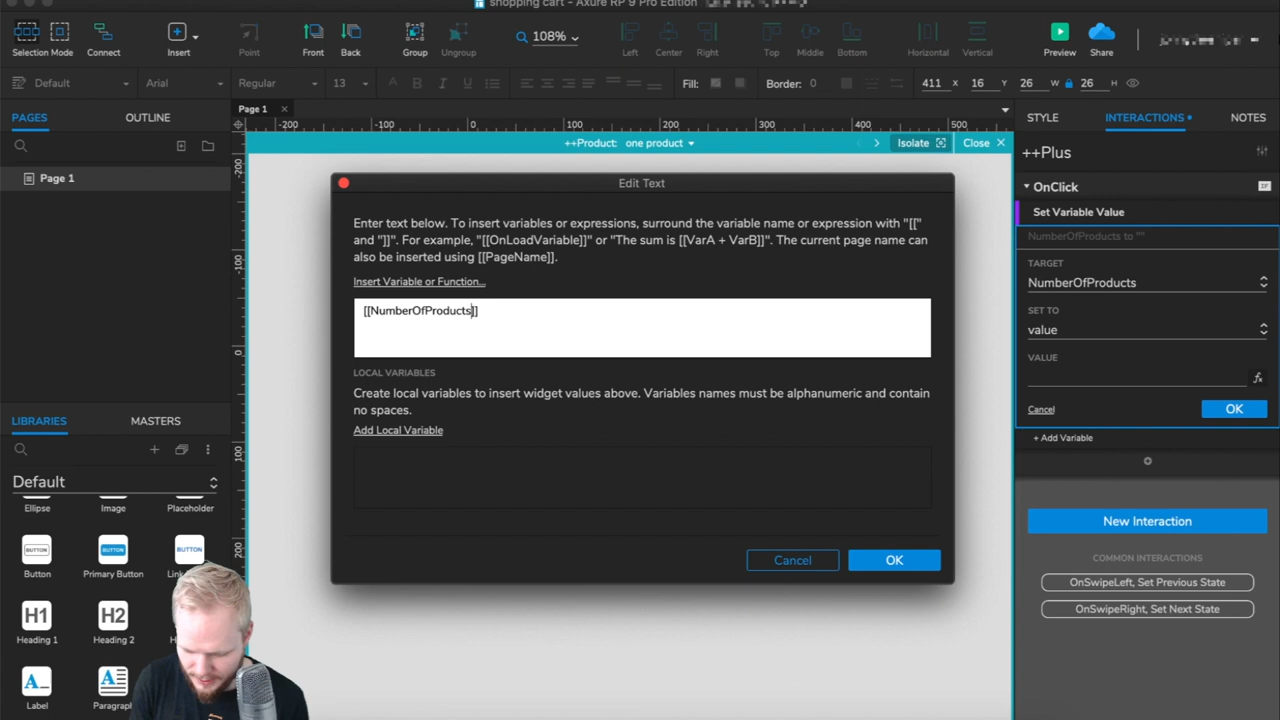 shopping cart - Axure RP 9 Pro Edition
Selection Mode
Connect
Insert
Point
Front
Back
Group
Ungroup
108%
Left
Center
Right
Top
Middle
Bottom
Horizontal
Vertical
Preview
Share
Default
Arial
Regular
13
Fill:
Border: 0
411 X
16 Y
26 W
26 H
PAGES
OUTLINE
Page 1
STYLE
INTERACTIONS
NOTES
-200
-100
0
100
200
300
400
500
++Product: one product
Isolate
Close
++Plus
Page 1
OnClick
Set Variable Value
NumberOfProducts to ""
TARGET
NumberOfProducts
SET TO
value
VALUE
fx
Cancel
OK
+ Add Variable
New Interaction
COMMON INTERACTIONS
OnSwipeLeft, Set Previous State
OnSwipeRight, Set Next State
-200
-100
0
100
200
Edit Text
Enter text below. To insert variables or expressions, surround the variable name or expression with "[["
and "]]". For example, "[[OnLoadVariable]]" or "The sum is [[VarA + VarB]]". The current page name can
also be inserted using [[PageName]].
Insert Variable or Function...
[[NumberOfProducts]]
LOCAL VARIABLES
Create local variables to insert widget values above. Variables names must be alphanumeric and contain
no spaces.
Add Local Variable
Cancel
OK
LIBRARIES
MASTERS
Default
Ellipse
Image
Placeholder
BUTTON
BUTTON
BUTTON
Button
Primary Button
H1
H2
Heading 1
Heading 2
A
A
Label